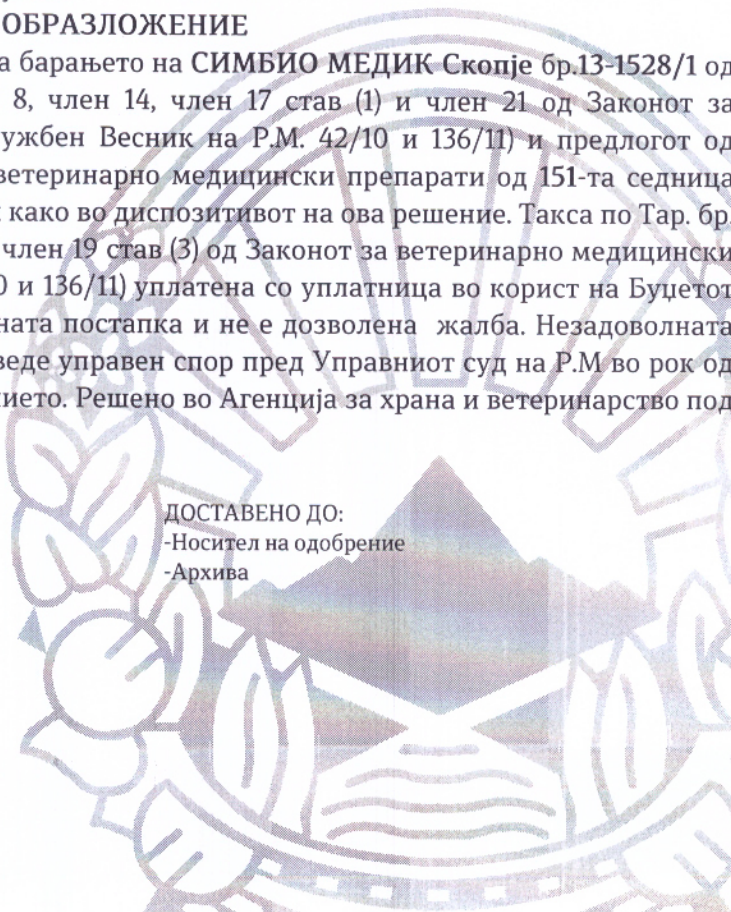 ОБРАЗЛОЖЕНИЕ
а барањето на СИМБИО МЕДИК Скопје бр.13-1528/1 од
8, член 14, член 17 став (1) и член 21 од Законот за
ужбен Весник на Р.М. 42/10 и 136/11) и предлогот од
ветеринарно медицински препарати од 151-та седница
како во диспозитивот на ова решение. Такса по Тар. бр.
член 19 став (3) од Законот за ветеринарно медицински
0 и 136/11) уплатена со уплатница во корист на Буџетот
ната постапка и не е дозволена жалба. Незадоволната
веде управен спор пред Управниот суд на Р.М во рок од
нието. Решено во Агенција за храна и ветеринарство под
ДОСТАВЕНО ДО:
-Носител на одобрение
-Архива